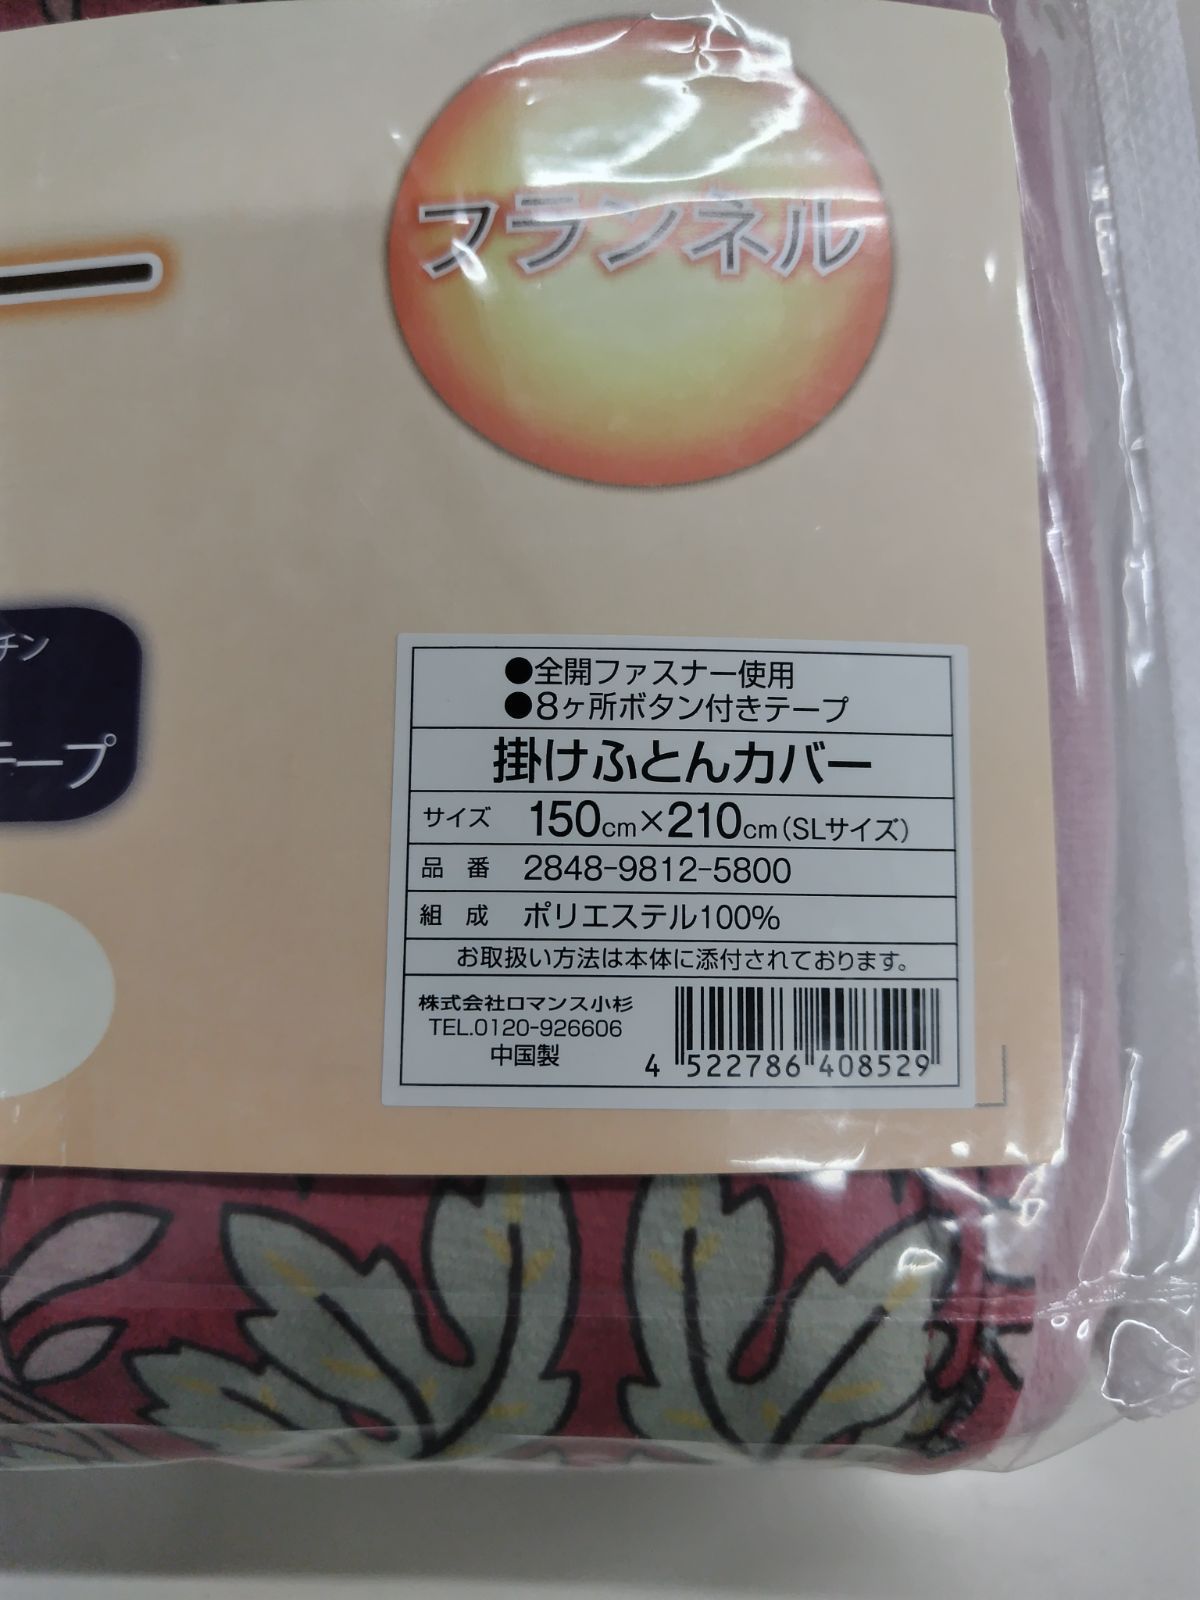 フランネル
ー
チン
テープ
●全開ファスナー使用
●8ヶ所ボタン付きテープ
掛けふとんカバー
サイズ 150cm×210cm(SLサイズ)
品番 2848-9812-5800
組成 ポリエステル100%
お取扱い方法は本体に添付されております。
株式会社ロマンス小杉
TEL.0120-926606
中国製
4 522786 408529